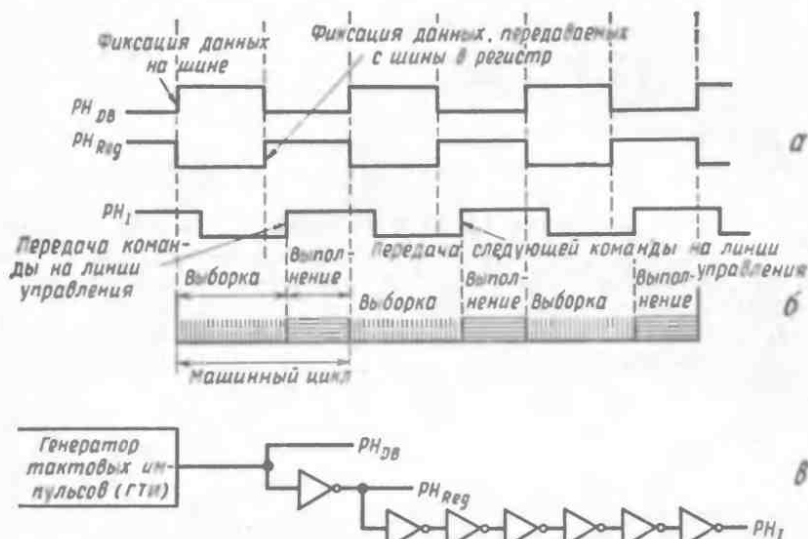 Фиксация данных
на шине
Фиксация данных, передаваемых
с шины в регистр
PH DB
PH Reg
а
PH I
Передача коман-
ды на линии
управления
Передача следующей команды на линии
управления
Выборка
Выпол-
нение
Выборка
Выпол-
нение
Выборка
Выпол-
нение
б
Машинный цикл
Генератор
тактовых им-
пульсов (ГТИ)
PH DB
PH Reg
PH I
в